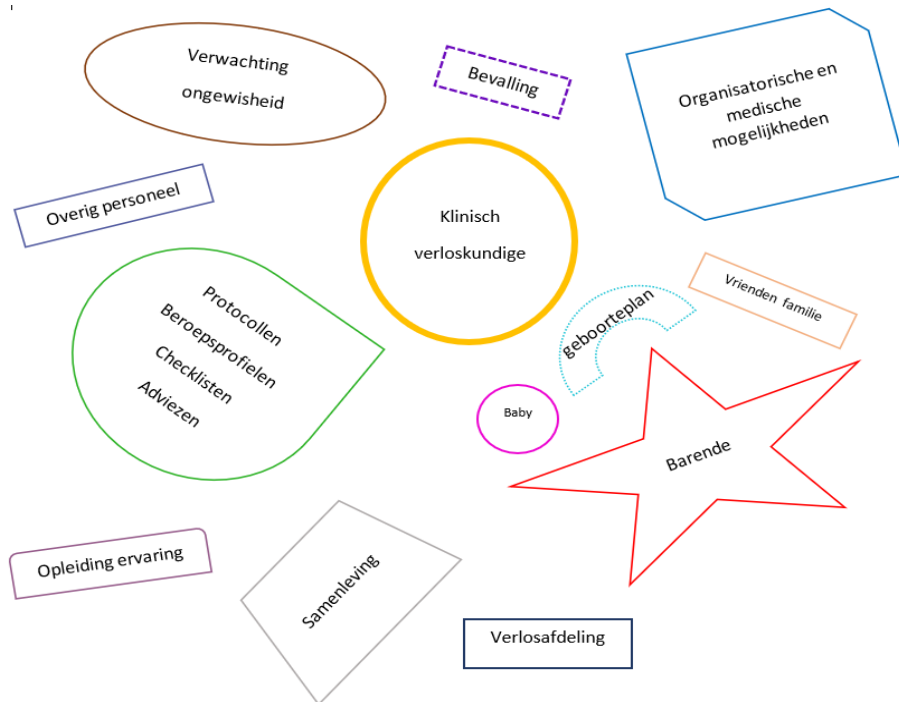 Verwachting
ongewisheid
Bevalling
Organisatorische en
medische
mogelijkheden
Overig personeel
Klinisch
verloskundige
Vrienden familie
geboorteplan
Protocollen
Beroepsprofielen
Checklisten
Adviezen
Baby
Barende
Opleiding ervaring
Samenleving
Verlosafdeling